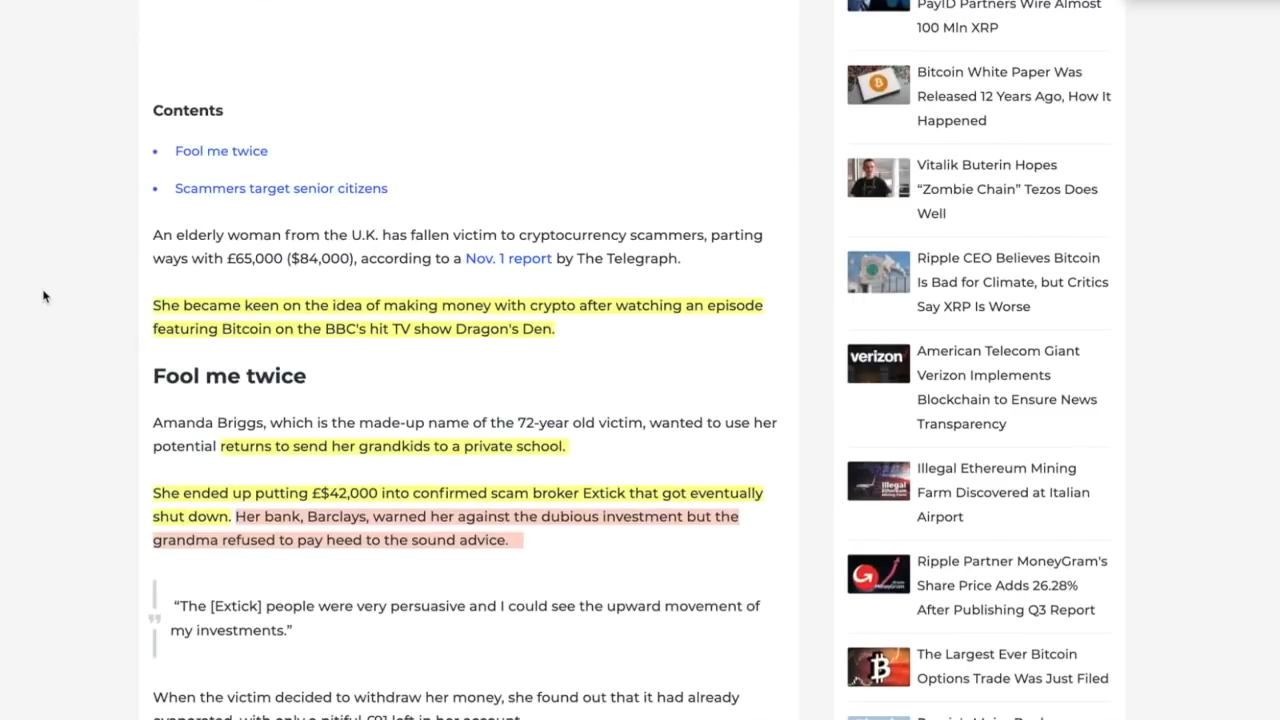 Contents
• Fool me twice
• Scammers target senior citizens
An elderly woman from the U.K. has fallen victim to cryptocurrency scammers, parting
ways with £65,000 ($84,000), according to a Nov. 1 report by The Telegraph.
She became keen on the idea of making money with crypto after watching an episode
featuring Bitcoin on the BBC's hit TV show Dragon's Den.
Fool me twice
Amanda Briggs, which is the made-up name of the 72-year old victim, wanted to use her
potential returns to send her grandkids to a private school.
She ended up putting £$42,000 into confirmed scam broker Extick that got eventually
shut down. Her bank, Barclays, warned her against the dubious investment but the
grandma refused to pay heed to the sound advice.
“The [Extick] people were very persuasive and I could see the upward movement of
my investments.”
When the victim decided to withdraw her money, she found out that it had already
evaporated, with only a pitiful £91 left in her account.
PayID Partners Wire Almost
100 Mln XRP
Bitcoin White Paper Was
Released 12 Years Ago, How It
Happened
Vitalik Buterin Hopes
“Zombie Chain” Tezos Does
Well
Ripple CEO Believes Bitcoin
Is Bad for Climate, but Critics
Say XRP Is Worse
verizon
American Telecom Giant
Verizon Implements
Blockchain to Ensure News
Transparency
Illegal
Illegal Ethereum Mining
Farm Discovered at Italian
Airport
Ripple Partner MoneyGram's
Share Price Adds 26.28%
After Publishing Q3 Report
The Largest Ever Bitcoin
Options Trade Was Just Filed